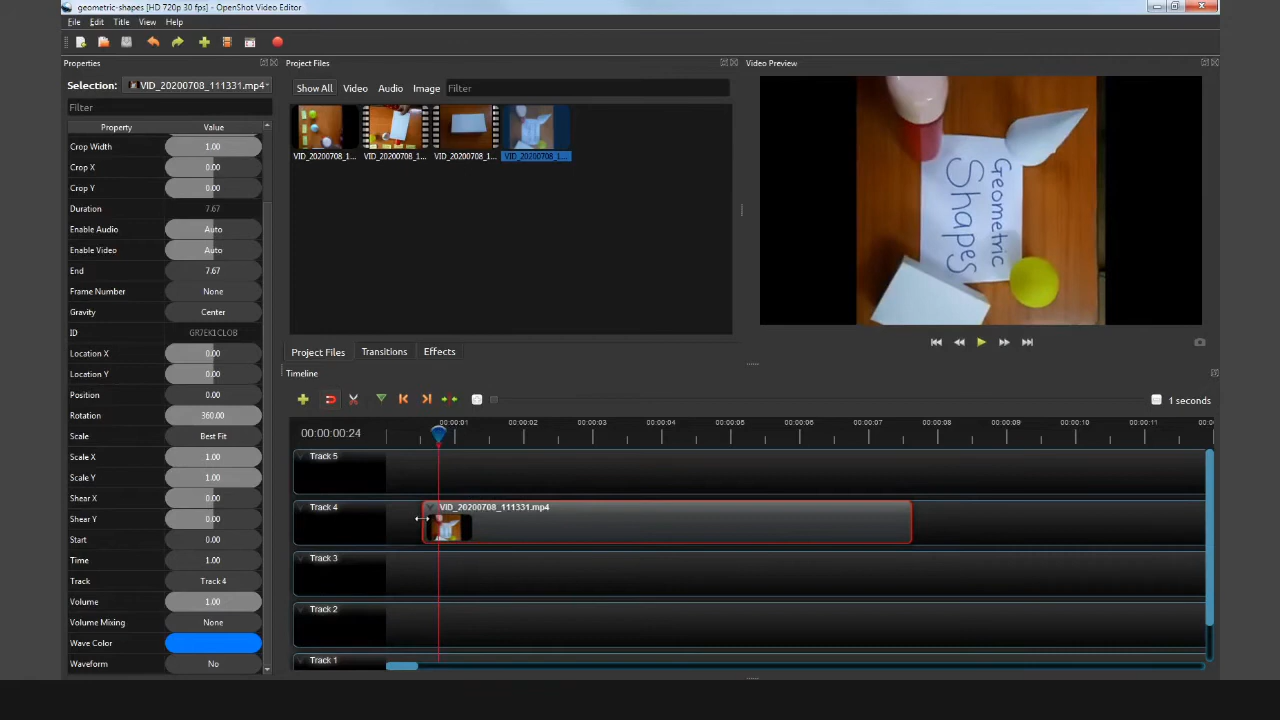 geometric-shapes [HD 720p 30 fps] - OpenShot Video Editor
File Edit Title View Help
Properties
Project Files
Video Preview
Selection: VID_20200708_111331.mp4
Show All Video Audio Image Filter
Filter
Property Value
Crop Width 1.00
Crop X 0.00
Crop Y 0.00
Duration 7.67
Enable Audio Auto
Enable Video Auto
End 7.67
Frame Number None
Gravity Center
ID GR7EK1CLOB
Location X 0.00
Location Y 0.00
Position 0.00
Rotation 360.00
Scale Best Fit
Scale X 1.00
Scale Y 1.00
Shear X 0.00
Shear Y 0.00
Start 0.00
Time 1.00
Track Track 4
Volume 1.00
Volume Mixing None
Wave Color
Waveform No
VID_20200708_1... VID_20200708_1... VID_20200708_1... VID_20200708_1...
Geometric
Shapes
Project Files Transitions Effects
Timeline
1 seconds
00:00:00:24
00:00:01 00:00:02 00:00:03 00:00:04 00:00:05 00:00:06 00:00:07 00:00:08 00:00:09 00:00:10 00:00:11
Track 5
Track 4
VID_20200708_111331.mp4
Track 3
Track 2
Track 1